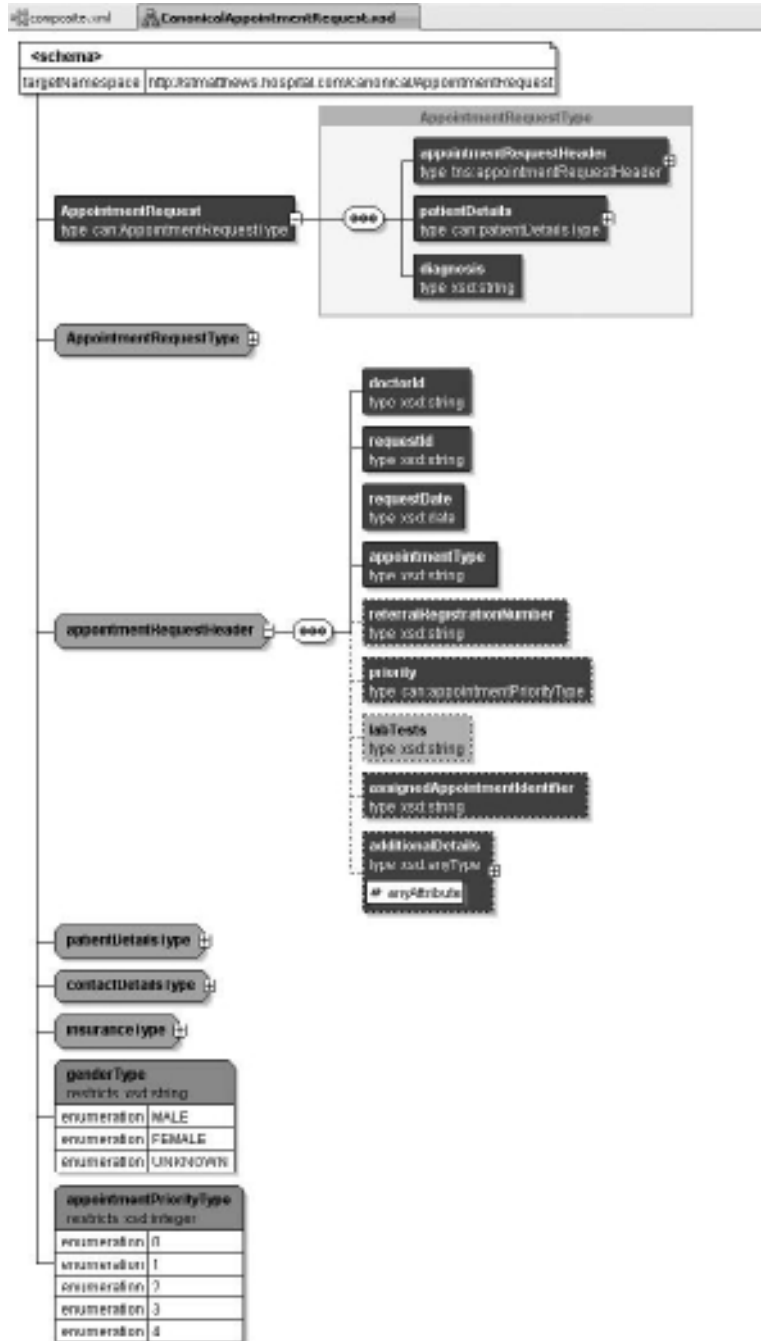 composite.xml
CanonicalAppointmentRequest.xsd
<schema>
targetNamespace http://stmatthews.hospital.com/canonical/AppointmentRequest
AppointmentRequestType
appointmentRequestHeader
type tns:appointmentRequestHeader
AppointmentRequest
type can:AppointmentRequestType
patientDetails
type can:patientDetailsType
diagnosis
type xsd:string
AppointmentRequestType
doctorId
type xsd:string
requestId
type xsd:string
requestDate
type xsd:date
appointmentType
type xsd:string
appointmentRequestHeader
referralRegistrationNumber
type xsd:string
priority
type can:appointmentPriorityType
labTests
type xsd:string
assignedAppointmentIdentifier
type xsd:string
additionalDetails
type xsd:anyType
anyAttribute
patientDetailsType
contactDetailsType
insuranceType
genderType
restricts xsd:string
enumeration MALE
enumeration FEMALE
enumeration UNKNOWN
appointmentPriorityType
restricts xsd:integer
enumeration 0
enumeration 1
enumeration 2
enumeration 3
enumeration 4